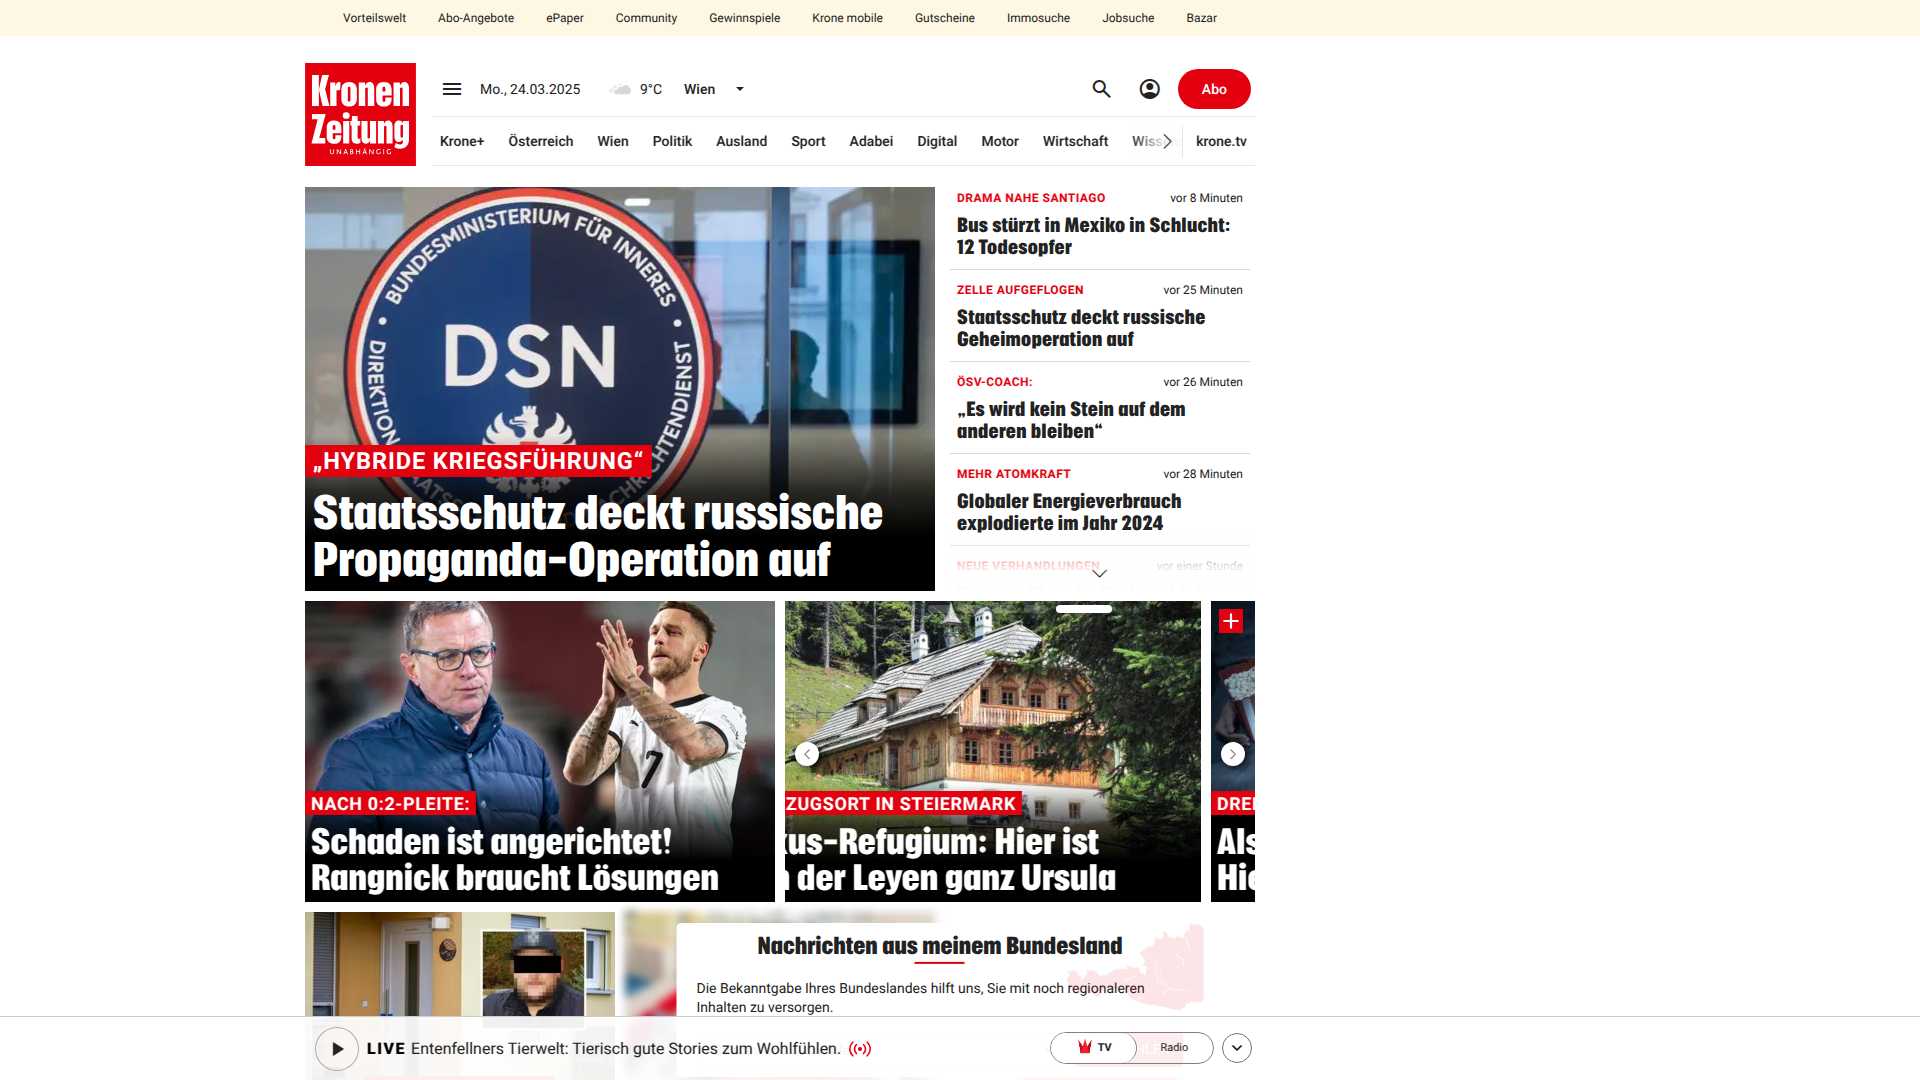 Vorteilswelt Abo-Angebote ePaper Community Gewinnspiele Krone mobile Gutscheine Immosuche Jobsuche Bazar
Kronen
Zeitung
UNABHÄNGIG
Mo., 24.03.2025 9°C Wien
Abo
Krone+ Österreich Wien Politik Ausland Sport Adabei Digital Motor Wirtschaft Wiss krone.tv
BUNDESMINISTERIUM FÜR INNERES
DIREKTION STAATSSCHUTZ
NACHRICHTENDIENST
DSN
„HYBRIDE KRIEGSFÜHRUNG“
Staatsschutz deckt russische
Propaganda-Operation auf
DRAMA NAHE SANTIAGO vor 8 Minuten
Bus stürzt in Mexiko in Schlucht:
12 Todesopfer
ZELLE AUFGEFLOGEN vor 25 Minuten
Staatsschutz deckt russische
Geheimoperation auf
ÖSV-COACH: vor 26 Minuten
„Es wird kein Stein auf dem
anderen bleiben“
MEHR ATOMKRAFT vor 28 Minuten
Globaler Energieverbrauch
explodierte im Jahr 2024
NEUE VERHANDLUNGEN vor einer Stunde
7
NACH 0:2-PLEITE:
Schaden ist angerichtet!
Rangnick braucht Lösungen
ZUGSORT IN STEIERMARK
kus-Refugium: Hier ist
der Leyen ganz Ursula
DREI
Als
Hie
Nachrichten aus meinem Bundesland
Die Bekanntgabe Ihres Bundeslandes hilft uns, Sie mit noch regionaleren
Inhalten zu versorgen.
LIVE Entenfellners Tierwelt: Tierisch gute Stories zum Wohlfühlen.
TV Radio